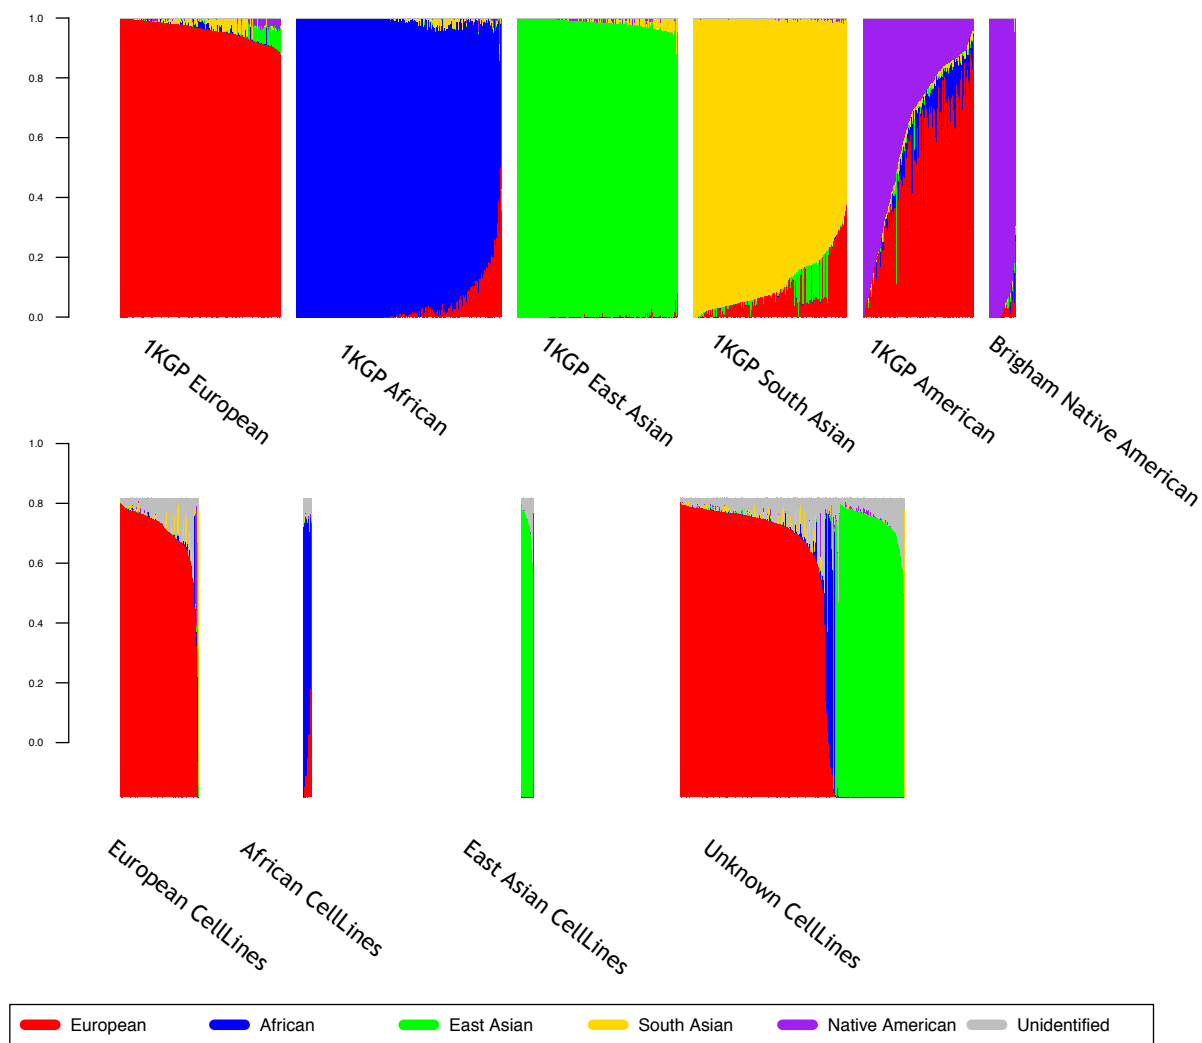 1.0
0.8
0.6
0.4
0.2
0.0
1KGP European
1KGP African
1KGP East Asian
1KGP South Asian
1KGP American
Brigham Native American
1.0
0.8
0.6
0.4
0.2
0.0
European CellLines
African CellLines
East Asian CellLines
Unknown CellLines
European African East Asian South Asian Native American Unidentified